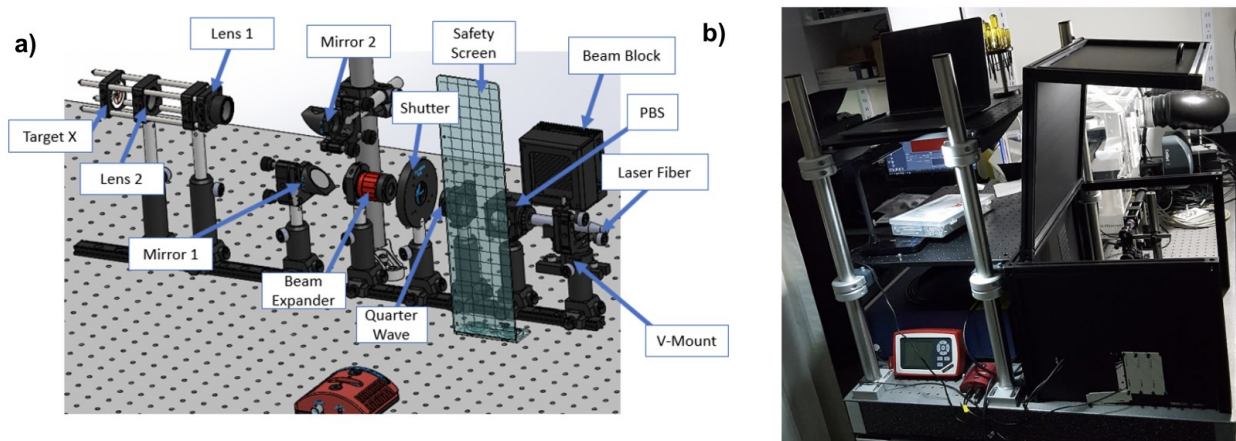 a)
b)
Lens 1
Mirror 2
Safety
Screen
Beam Block
Shutter
PBS
Target X
Laser Fiber
Lens 2
Mirror 1
Beam
Expander
Quarter
Wave
V-Mount